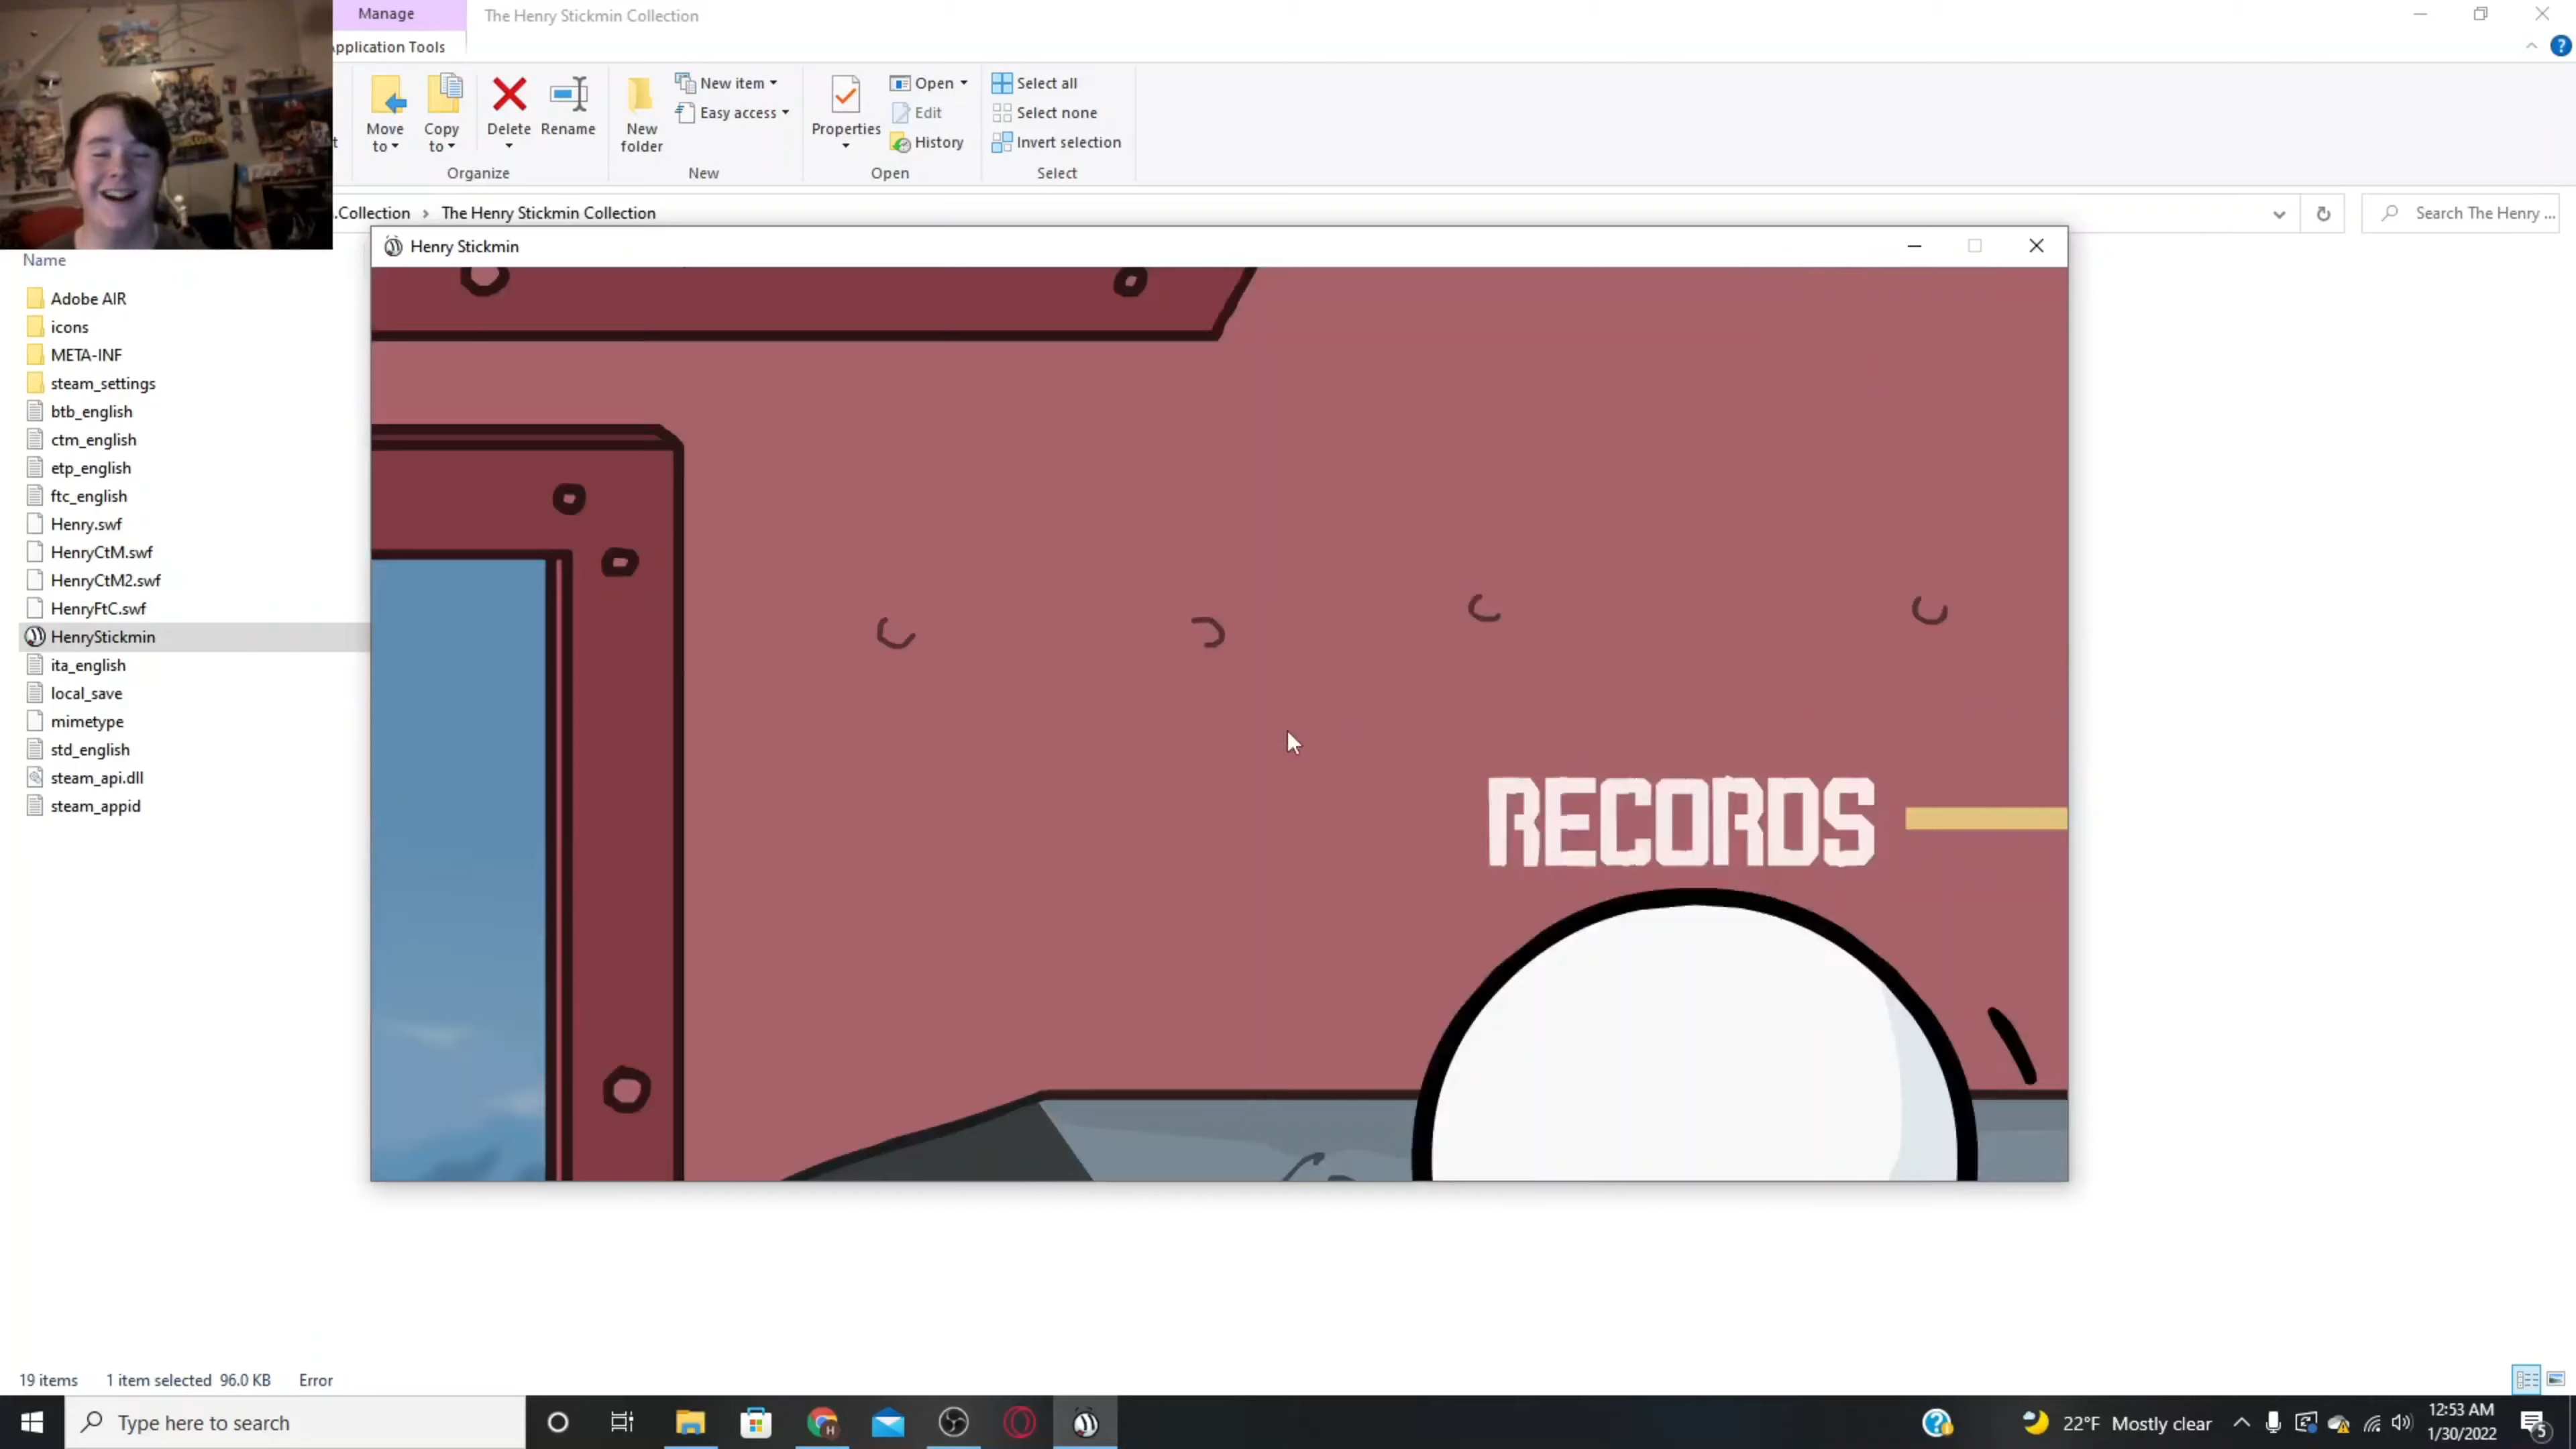 Manage
The Henry Stickmin Collection
pplication Tools
Move to
Copy to
Delete
Rename
New folder
New item
Easy access
Properties
Open
Edit
History
Select all
Select none
Invert selection
Organize
New
Open
Select
.Collection › The Henry Stickmin Collection
Search The Henry ...
Henry Stickmin
Name
Adobe AIR
icons
META-INF
steam_settings
btb_english
ctm_english
etp_english
ftc_english
Henry.swf
HenryCtM.swf
HenryCtM2.swf
HenryFtC.swf
HenryStickmin
ita_english
local_save
mimetype
std_english
steam_api.dll
steam_appid
RECORDS
19 items 1 item selected 96.0 KB Error
Type here to search
22°F Mostly clear
12:53 AM
1/30/2022
5